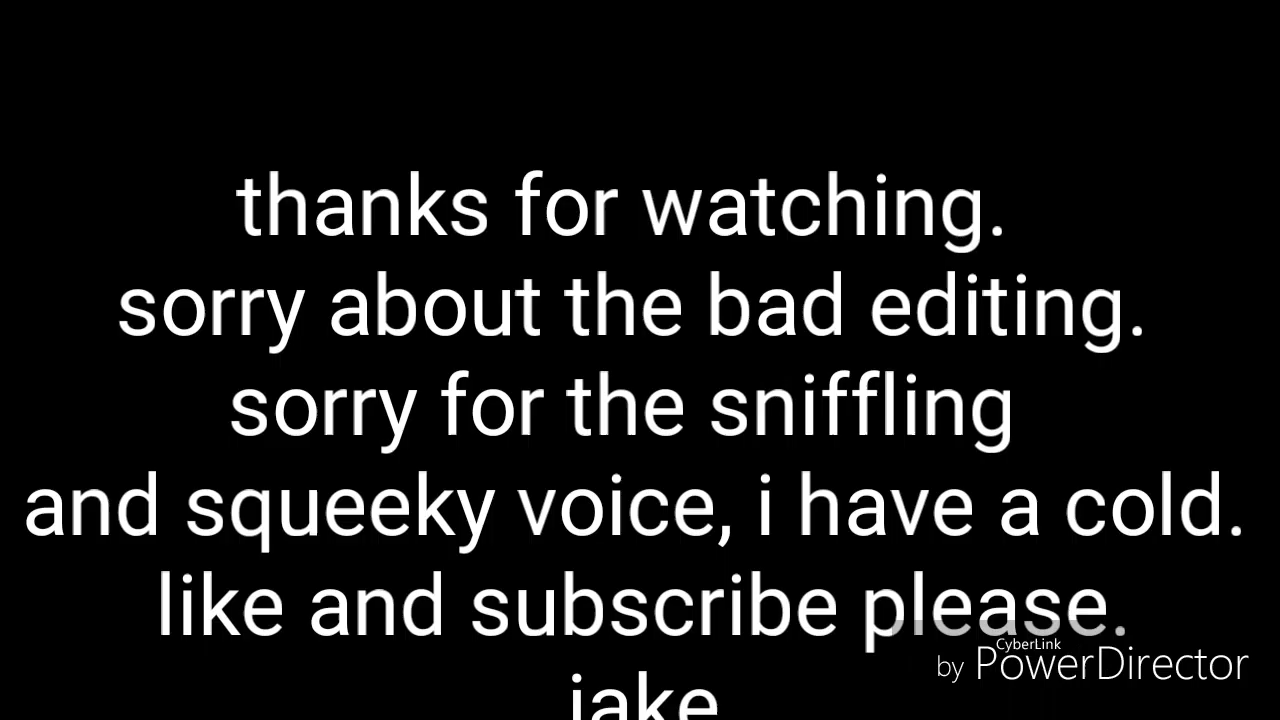 thanks for watching.
sorry about the bad editing.
sorry for the sniffling
and squeeky voice, i have a cold.
like and subscribe please.
jake
CyberLink
by PowerDirector